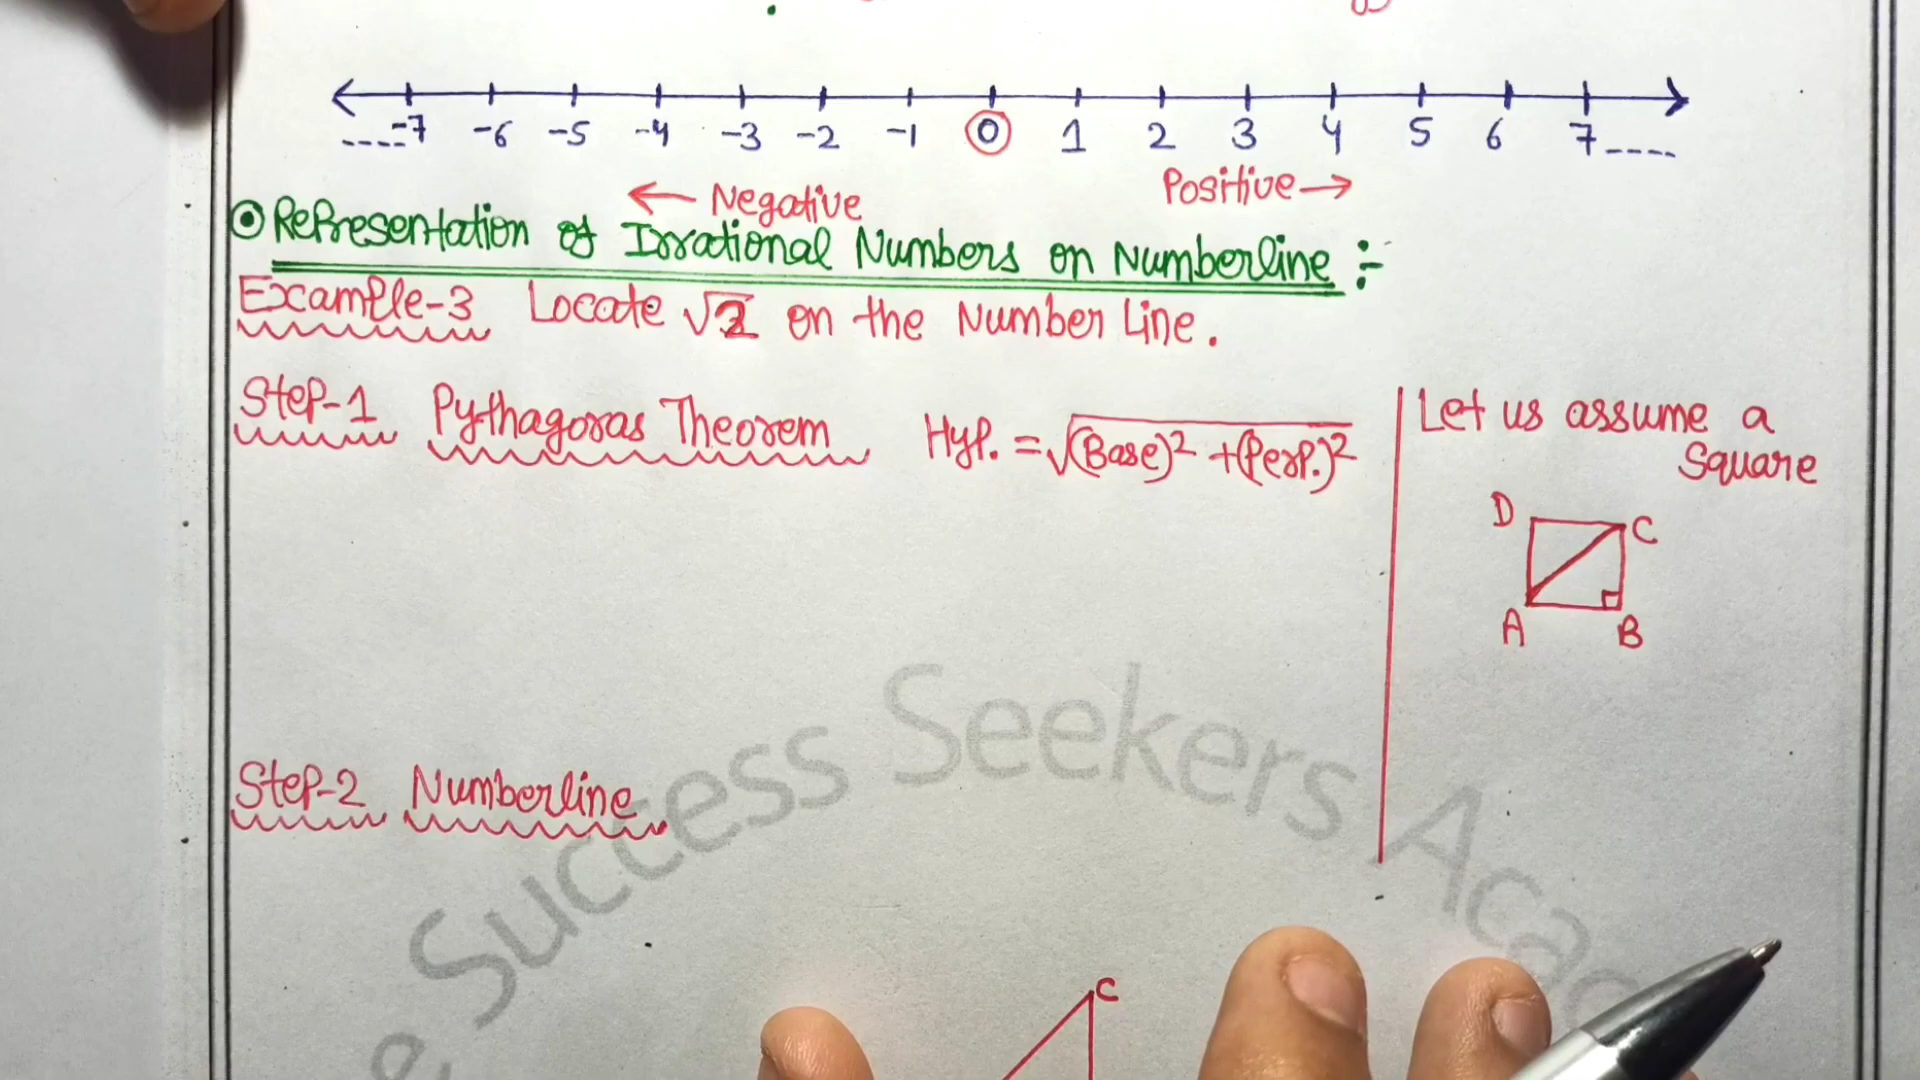 ----- -7 -6 -5 -4 -3 -2 -1 0 1 2 3 4 5 6 7 ----
← Negative Positive →
Representation of Irrational Numbers on Numberline :-
Example-3 Locate √2 on the Number Line.
Step-1 Pythagoras Theorem Hyp. = √(Base)² + (Perp.)²
Let us assume a
Square
D C
A B
Step-2 Numberline
C
Success Seekers Aca